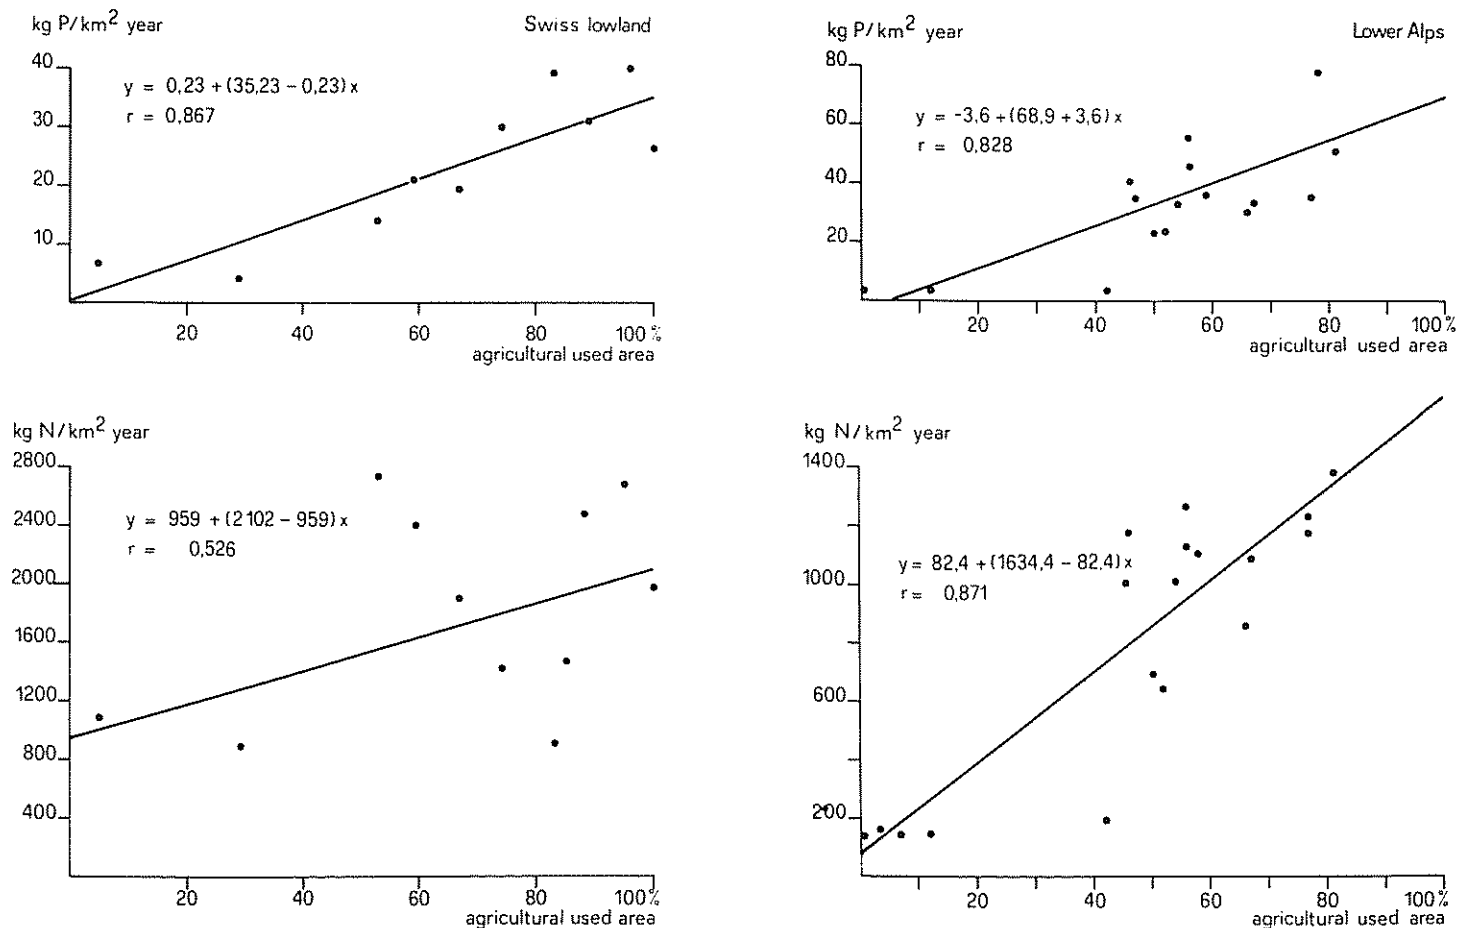 kg P/km² year
Swiss lowland
40
30
20
10
y = 0,23 + (35,23 - 0,23) x
r = 0,867
20 40 60 80 100%
agricultural used area
kg P/km² year
Lower Alps
80
60
40
20
y = -3.6 + (68,9 + 3,6) x
r = 0,828
40 60 80 100%
agricultural used area
kg N/km² year
2800
2400
2000
1600
1200
800
400
y = 959 + (2102 - 959) x
r = 0,526
20 40 60 80 100%
agricultural used area
kg N/km² year
1400
1000
600
200
y = 82,4 + (1634,4 - 82,4) x
r = 0,871
20 40 60 80 100%
agricultural used area